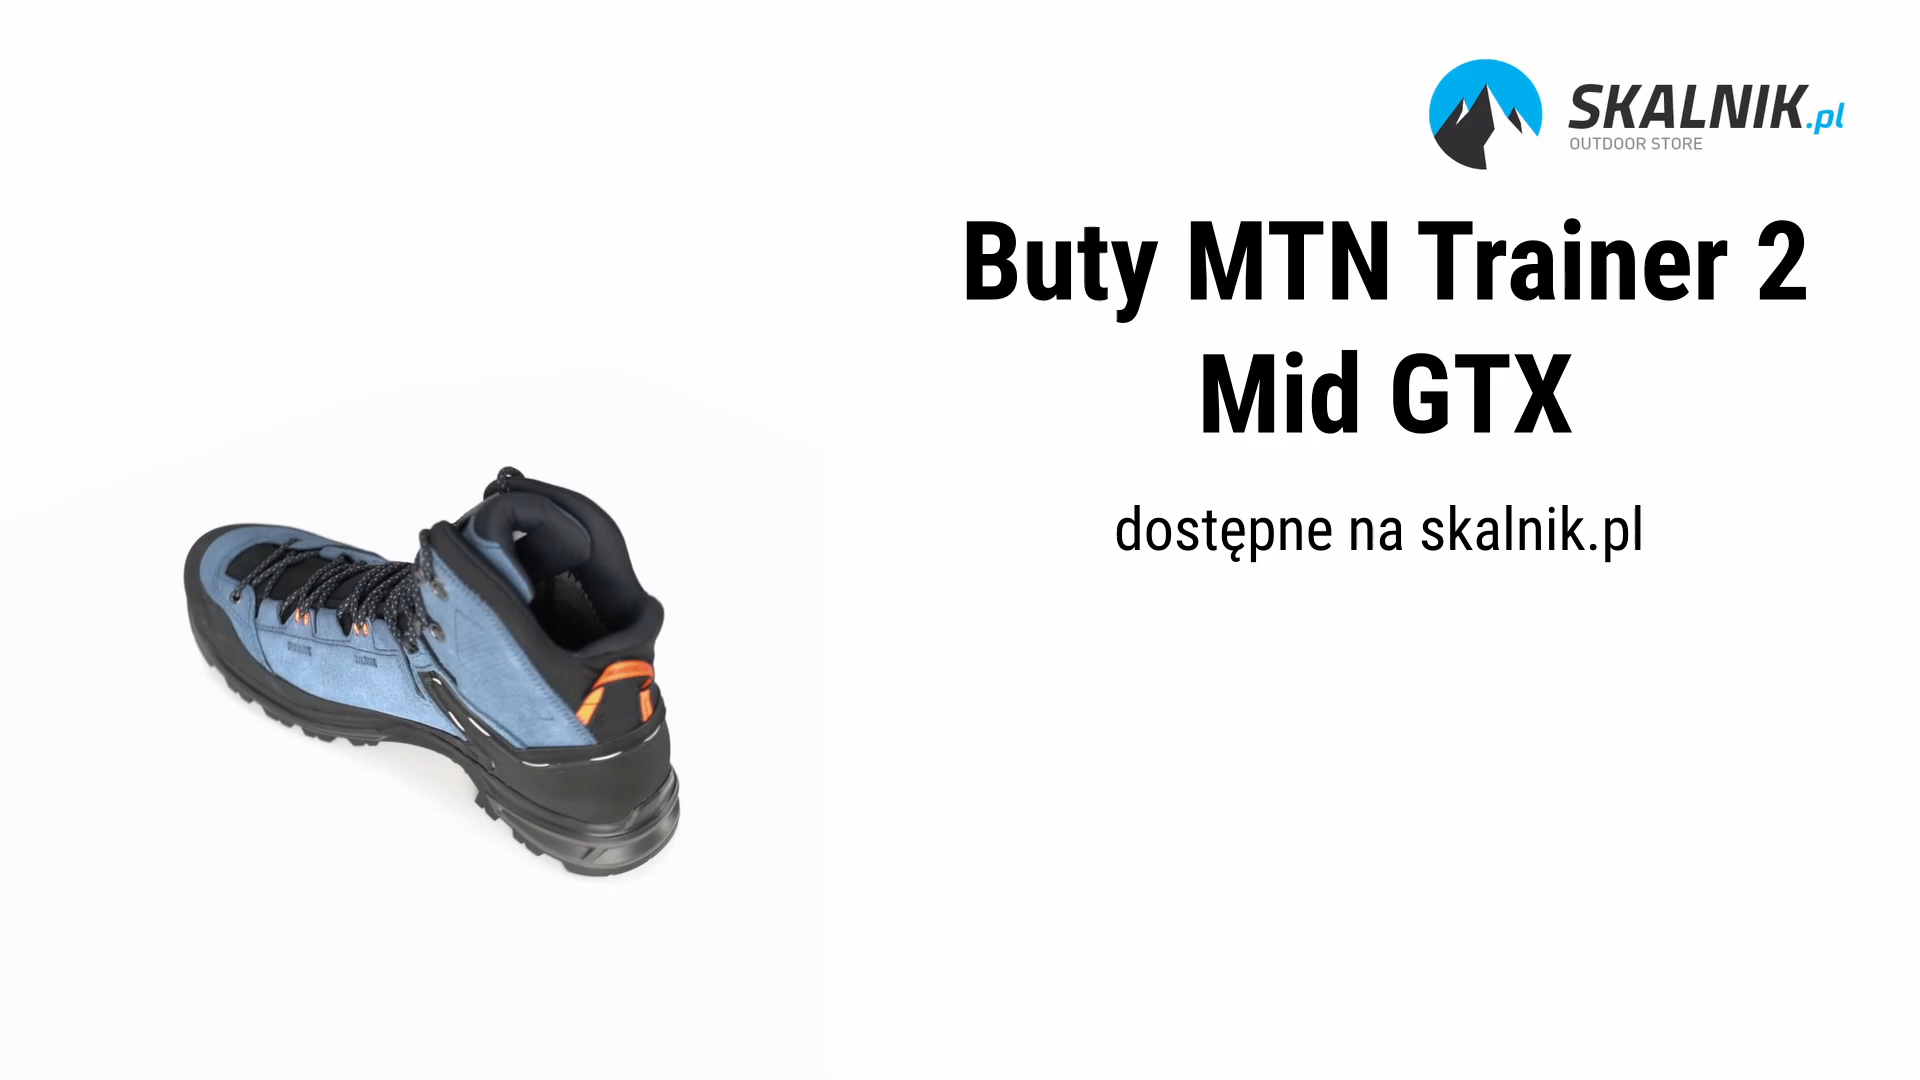 SKALNIK.pl
OUTDOOR STORE
Buty MTN Trainer 2
Mid GTX
dostępne na skalnik.pl